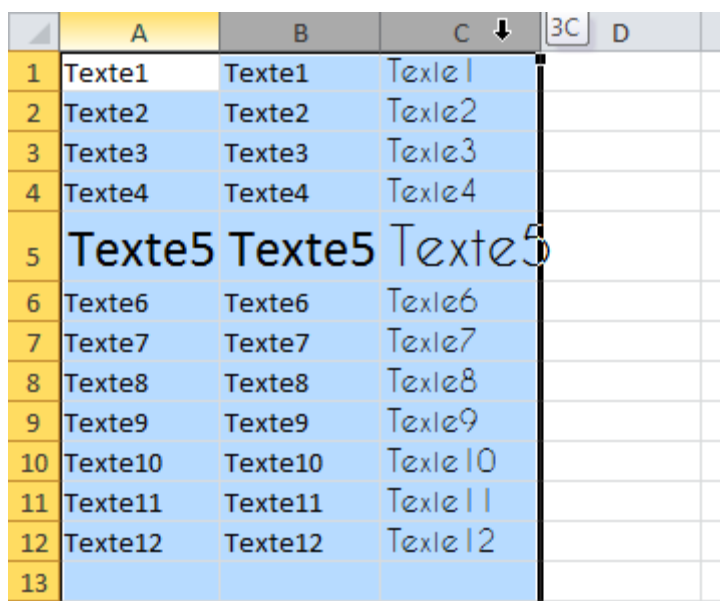 A B C 3C D
1 Texte1 Texte1 Texte1
2 Texte2 Texte2 Texte2
3 Texte3 Texte3 Texte3
4 Texte4 Texte4 Texte4
5 Texte5 Texte5 Texte5
6 Texte6 Texte6 Texte6
7 Texte7 Texte7 Texte7
8 Texte8 Texte8 Texte8
9 Texte9 Texte9 Texte9
10 Texte10 Texte10 Texte10
11 Texte11 Texte11 Texte11
12 Texte12 Texte12 Texte12
13